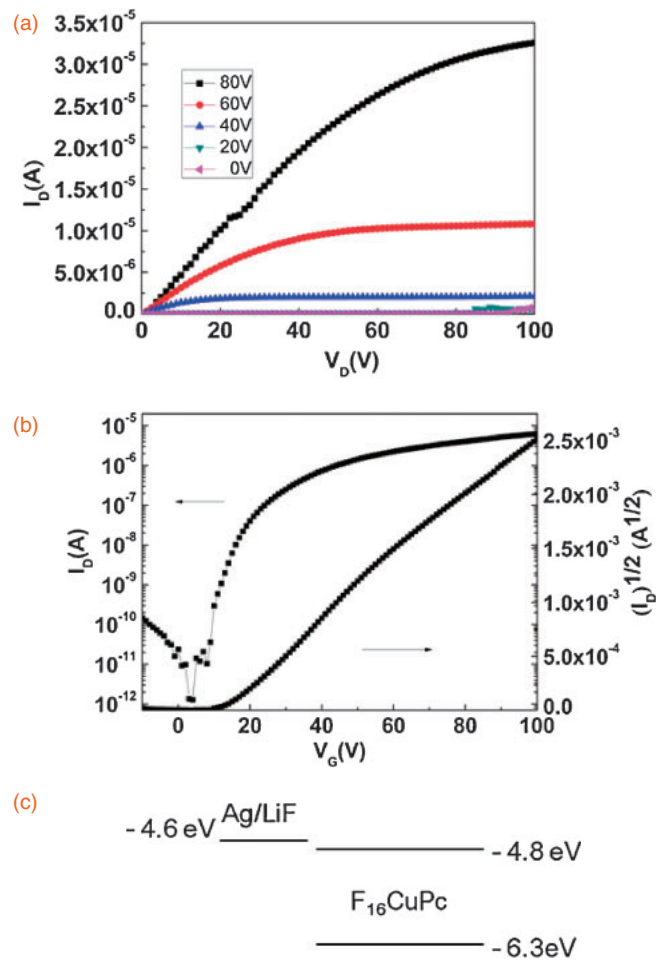 (a)
3.5x10⁻⁵
3.0x10⁻⁵
2.5x10⁻⁵
2.0x10⁻⁵
1.5x10⁻⁵
1.0x10⁻⁵
5.0x10⁻⁶
0.0
I_D(A)
80V
60V
40V
20V
0V
0 20 40 60 80 100
V_D(V)
(b)
10⁻⁵
10⁻⁶
10⁻⁷
10⁻⁸
10⁻⁹
10⁻¹⁰
10⁻¹¹
10⁻¹²
I_D(A)
2.5x10⁻³
2.0x10⁻³
1.5x10⁻³
1.0x10⁻³
5.0x10⁻⁴
0.0
(I_D)^1/2 (A^1/2)
0 20 40 60 80 100
V_G(V)
(c)
Ag/LiF
- 4.6 eV
- 4.8 eV
F₁₆CuPc
- 6.3eV